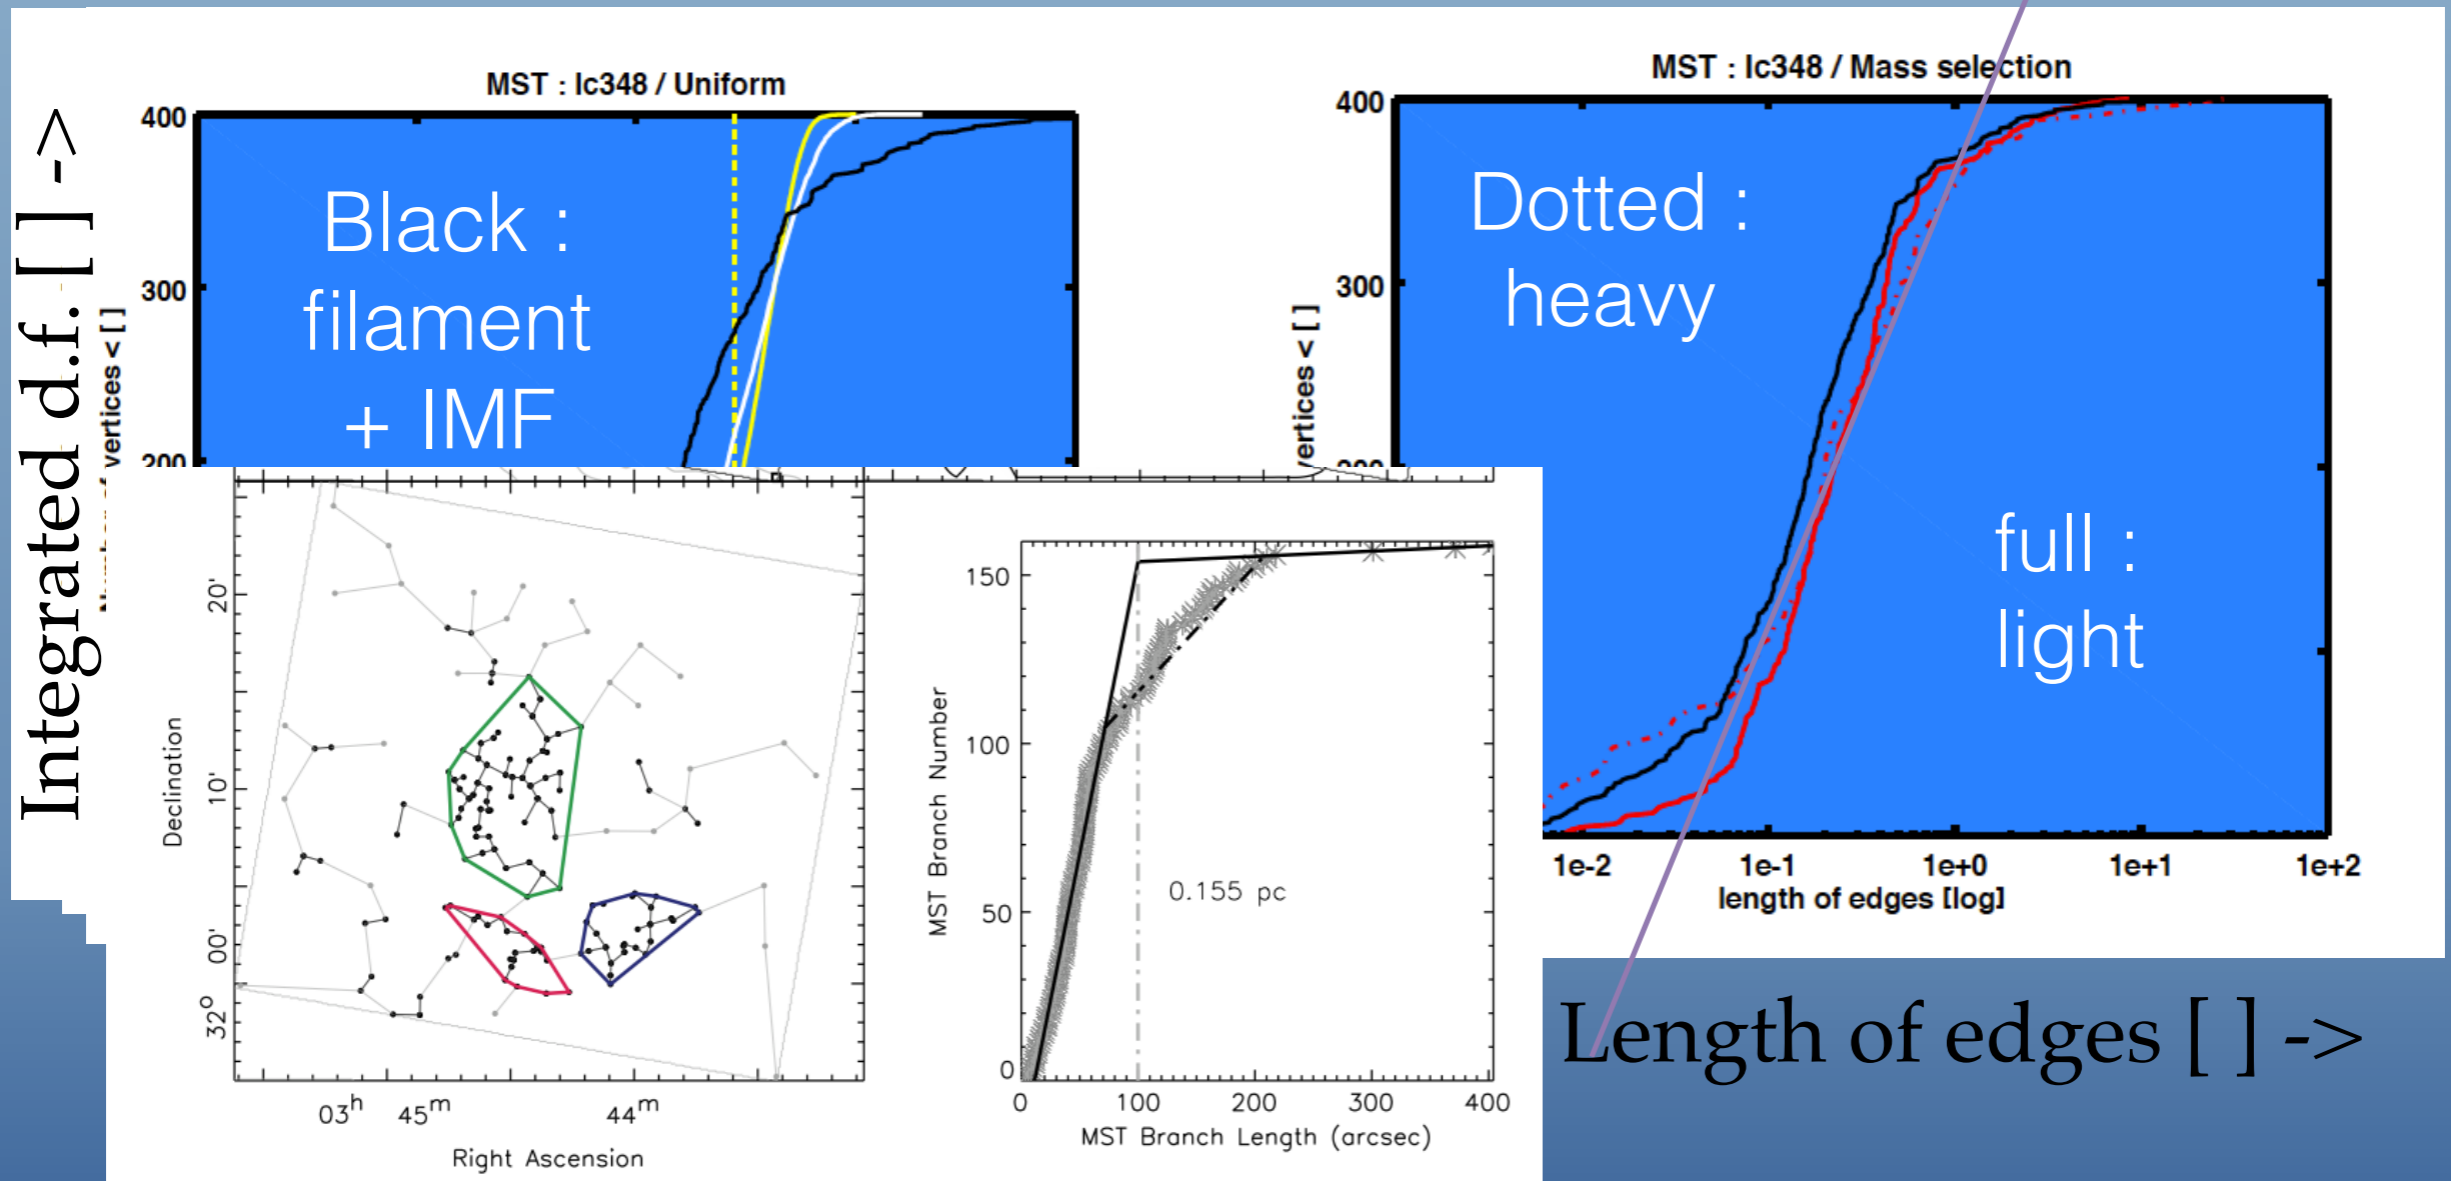 Integrated d.f. [ ] ->
MST : Ic348 / Uniform
400
300
200
vertices < [ ]
Black :
filament
+ IMF
MST : Ic348 / Mass selection
400
300
vertices < [ ]
Dotted :
heavy
full :
light
1e-2 1e-1 1e+0 1e+1 1e+2
length of edges [log]
Length of edges [ ] ->
Declination
20'
10'
00'
32°
03h 45m 44m
Right Ascension
MST Branch Number
150
100
50
0
0.155 pc
0 100 200 300 400
MST Branch Length (arcsec)